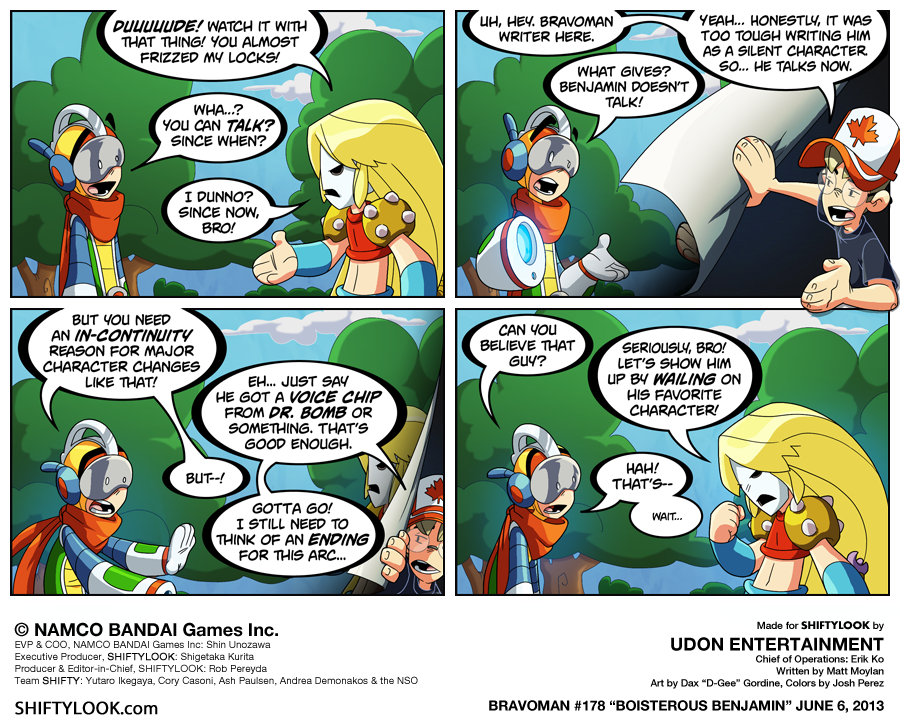 DUUUUUDE! WATCH IT WITH
THAT THING! YOU ALMOST
FRIZZED MY LOCKS!
WHA..?
YOU CAN TALK?
SINCE WHEN?
I DUNNO?
SINCE NOW,
BRO!
UH, HEY. BRAVOMAN
WRITER HERE.
YEAH... HONESTLY, IT WAS
TOO TOUGH WRITING HIM
AS A SILENT CHARACTER.
SO... HE TALKS NOW.
WHAT GIVES?
BENJAMIN DOESN'T
TALK!
BUT YOU NEED
AN IN-CONTINUITY
REASON FOR MAJOR
CHARACTER CHANGES
LIKE THAT!
EH... JUST SAY
HE GOT A VOICE CHIP
FROM DR. BOMB OR
SOMETHING. THAT'S
GOOD ENOUGH.
BUT--!
GOTTA GO!
I STILL NEED TO
THINK OF AN ENDING
FOR THIS ARC...
CAN YOU
BELIEVE THAT
GUY?
SERIOUSLY, BRO!
LET'S SHOW HIM
UP BY WAILING ON
HIS FAVORITE
CHARACTER!
HAH!
THAT'S--
WAIT...
© NAMCO BANDAI Games Inc.
EVP & COO, NAMCO BANDAI Games Inc: Shin Unozawa
Executive Producer, SHIFTYLOOK: Shigetaka Kurita
Producer & Editor-in-Chief, SHIFTYLOOK: Rob Pereyda
Team SHIFTY: Yutaro Ikegaya, Cory Casoni, Ash Paulsen, Andrea Demonakos & the NSO
SHIFTYLOOK.com
Made for SHIFTYLOOK by
UDON ENTERTAINMENT
Chief of Operations: Erik Ko
Written by Matt Moylan
Art by Dax “D-Gee” Gordine, Colors by Josh Perez
BRAVOMAN #178 “BOISTEROUS BENJAMIN” JUNE 6, 2013